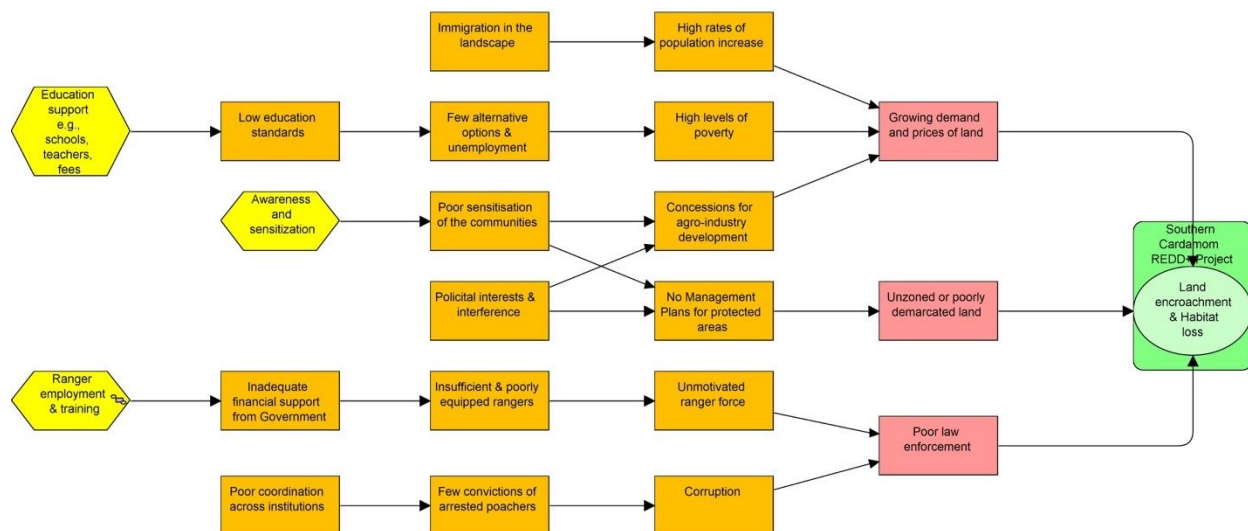 Immigration in the
landscape
High rates of
population increase
Education
support
e.g.,
schools,
teachers,
fees
Low education
standards
Few alternative
options &
unemployment
High levels of
poverty
Growing demand
and prices of land
Awareness and
sensitization
Poor sensitisation
of the communities
Concessions for
agro-industry
development
Southern
Cardamom
REDD+ Project
Land
encroachment
& Habitat
loss
Policital interests &
interference
No Management
Plans for protected
areas
Unzoned or poorly
demarcated land
Ranger
employment
& training
Inadequate
financial support
from Government
Insufficient & poorly
equipped rangers
Unmotivated
ranger force
Poor law
enforcement
Poor coordination
across institutions
Few convictions of
arrested poachers
Corruption